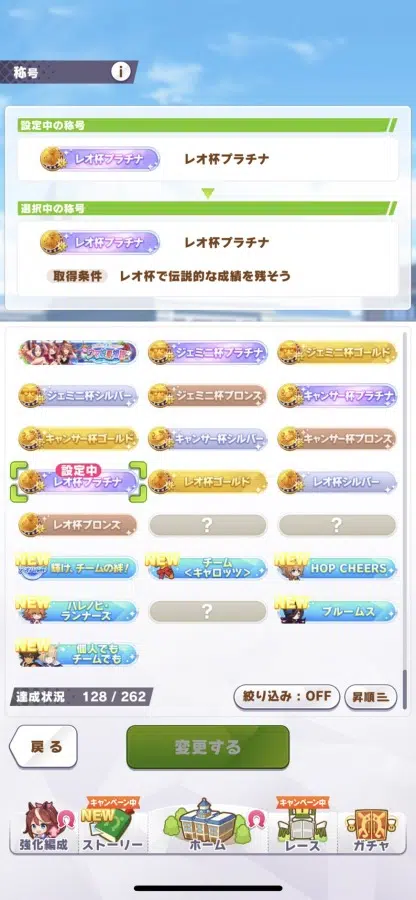 称号
設定中の称号
レオ杯プラチナ
レオ杯プラチナ
選択中の称号
レオ杯プラチナ
レオ杯プラチナ
取得条件 レオ杯で伝説的な成績を残そう
ジェミニ杯プラチナ
ジェミニ杯ゴールド
ジェミニ杯シルバー
ジェミニ杯ブロンズ
キャンサー杯プラチナ
キャンサー杯ゴールド
キャンサー杯シルバー
キャンサー杯ブロンズ
設定中
レオ杯プラチナ
レオ杯ゴールド
レオ杯シルバー
レオ杯ブロンズ
?
?
NEW
輝け、チームの絆!
NEW
チーム
<キャロッツ>
NEW
HOP CHEERS
NEW
ハレノヒ・
ランナーズ
?
NEW
ブルームス
NEW
個人でも
チームでも
達成状況 128 / 262
絞り込み : OFF
昇順
戻る
変更する
強化編成
NEW
キャンペーン中
ストーリー
ホーム
キャンペーン中
レース
ガチャ